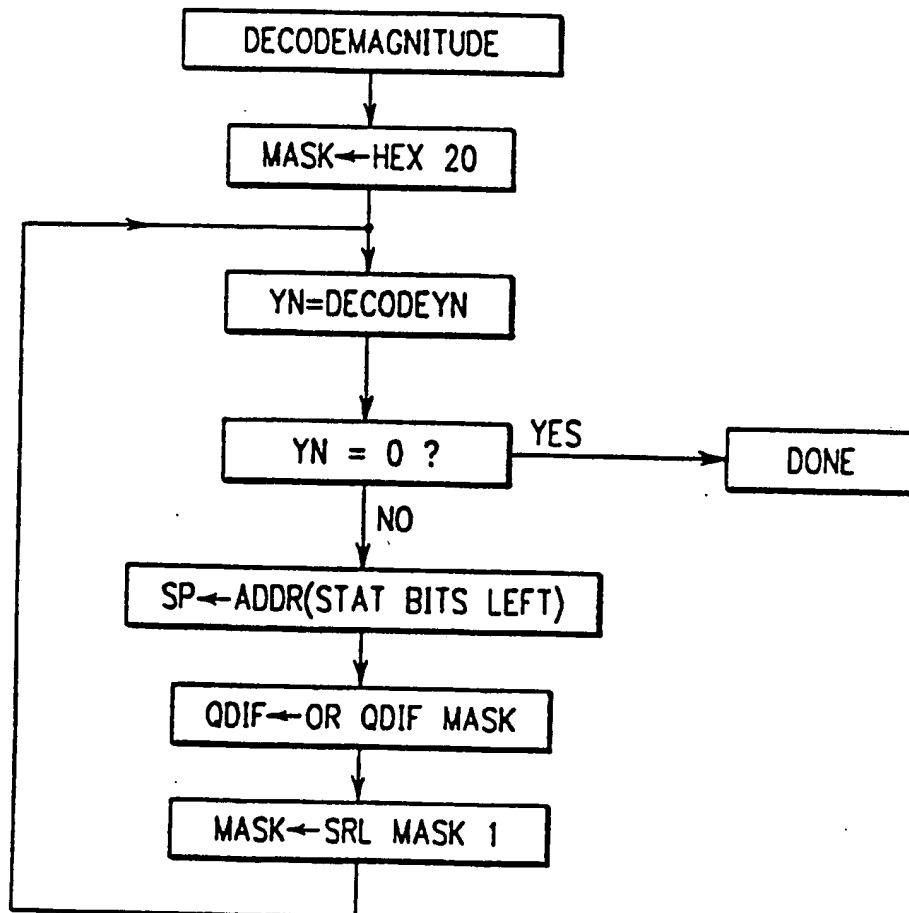 DECODEMAGNITUDE
MASK←HEX 20
YN=DECODEYN
YN = 0 ?
YES
DONE
NO
SP←ADDR(STAT BITS LEFT)
QDIF←OR QDIF MASK
MASK←SRL MASK 1